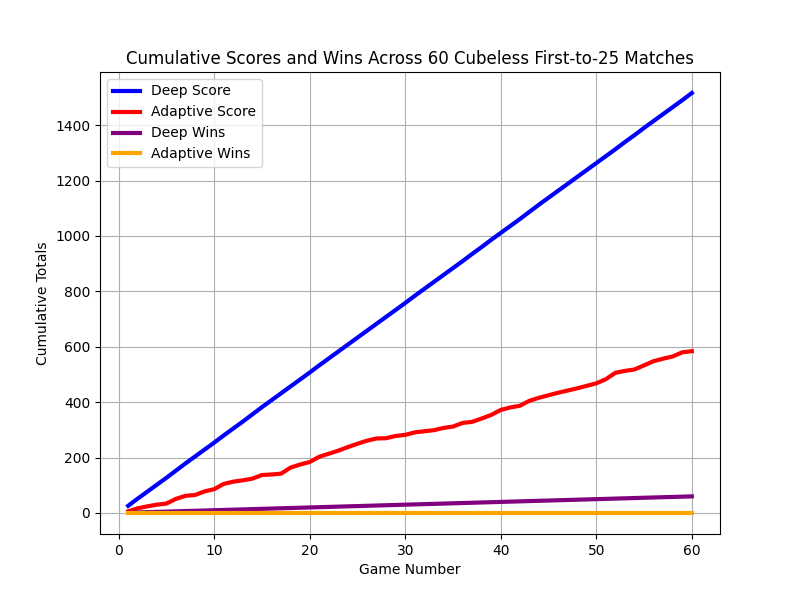 Cumulative Scores and Wins Across 60 Cubeless First-to-25 Matches
Deep Score
Adaptive Score
Deep Wins
Adaptive Wins
Cumulative Totals
1400
1200
1000
800
600
400
200
0
0 10 20 30 40 50 60
Game Number